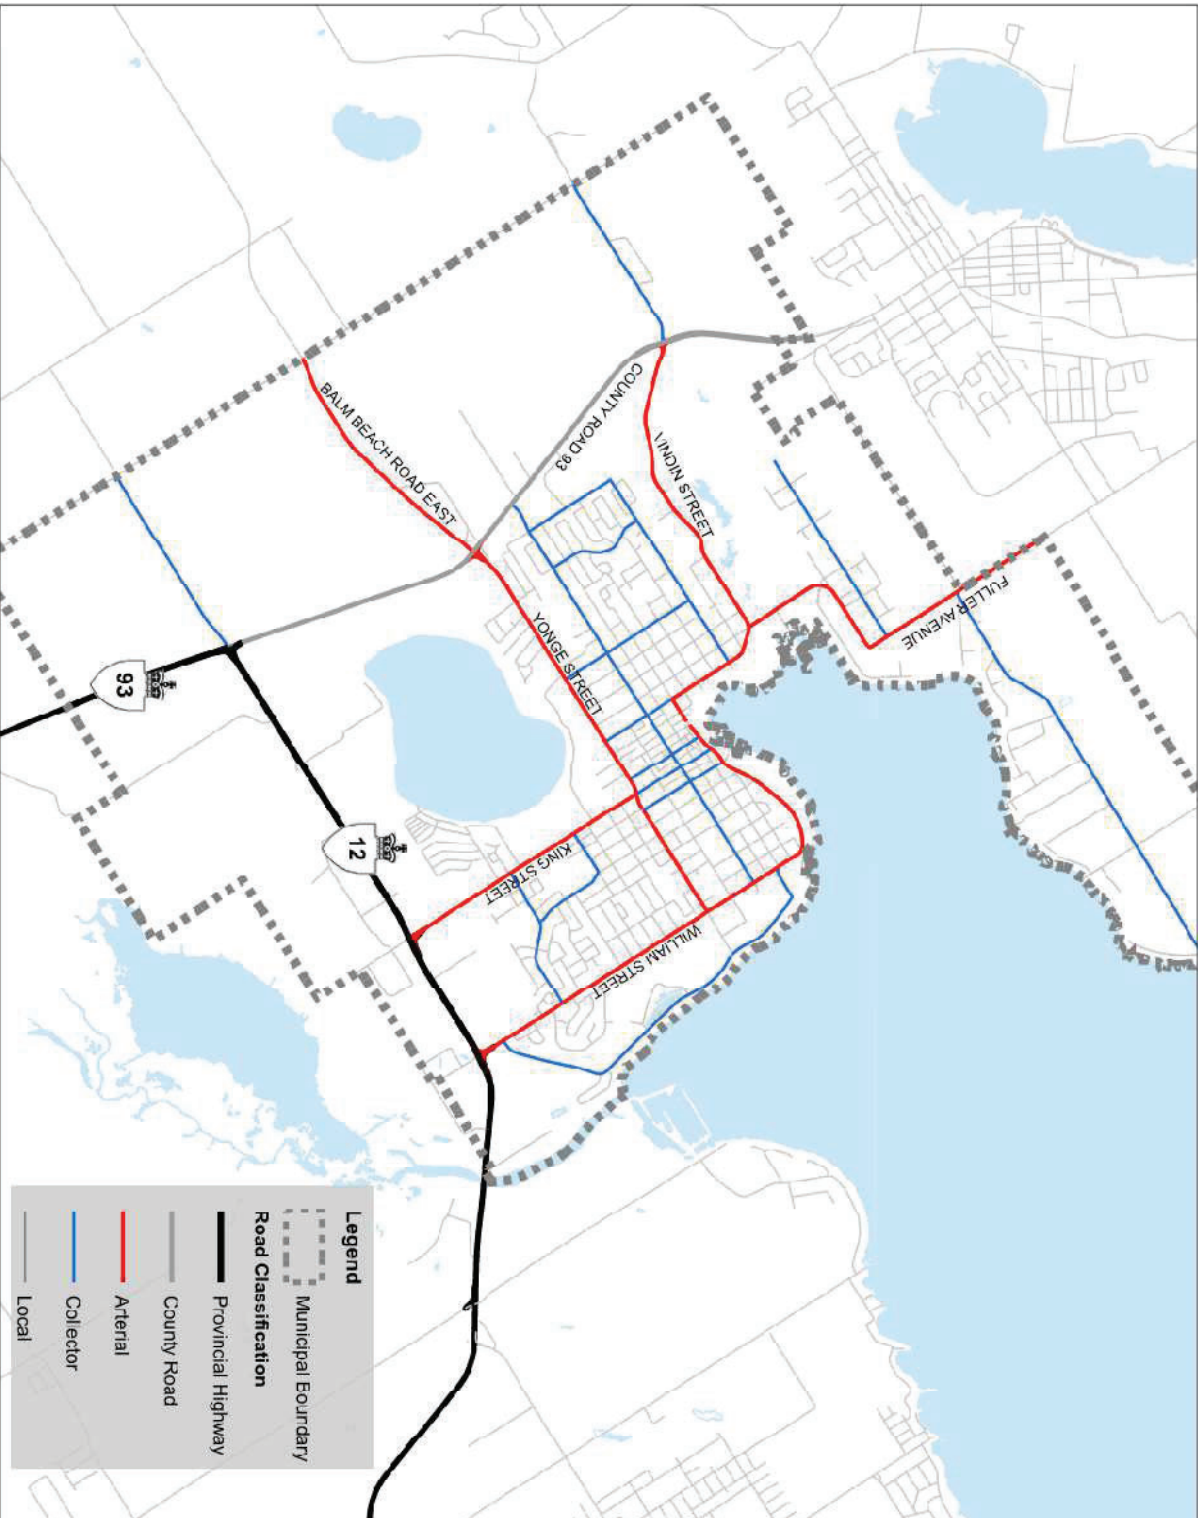 FULLER AVENUE
VINDIN STREET
COUNTY ROAD 93
BALM BEACH ROAD EAST
YONGE STREET
KING STREET
WILLIAM STREET
93
12
Legend
Municipal Boundary
Road Classification
Provincial Highway
County Road
Arterial
Collector
Local